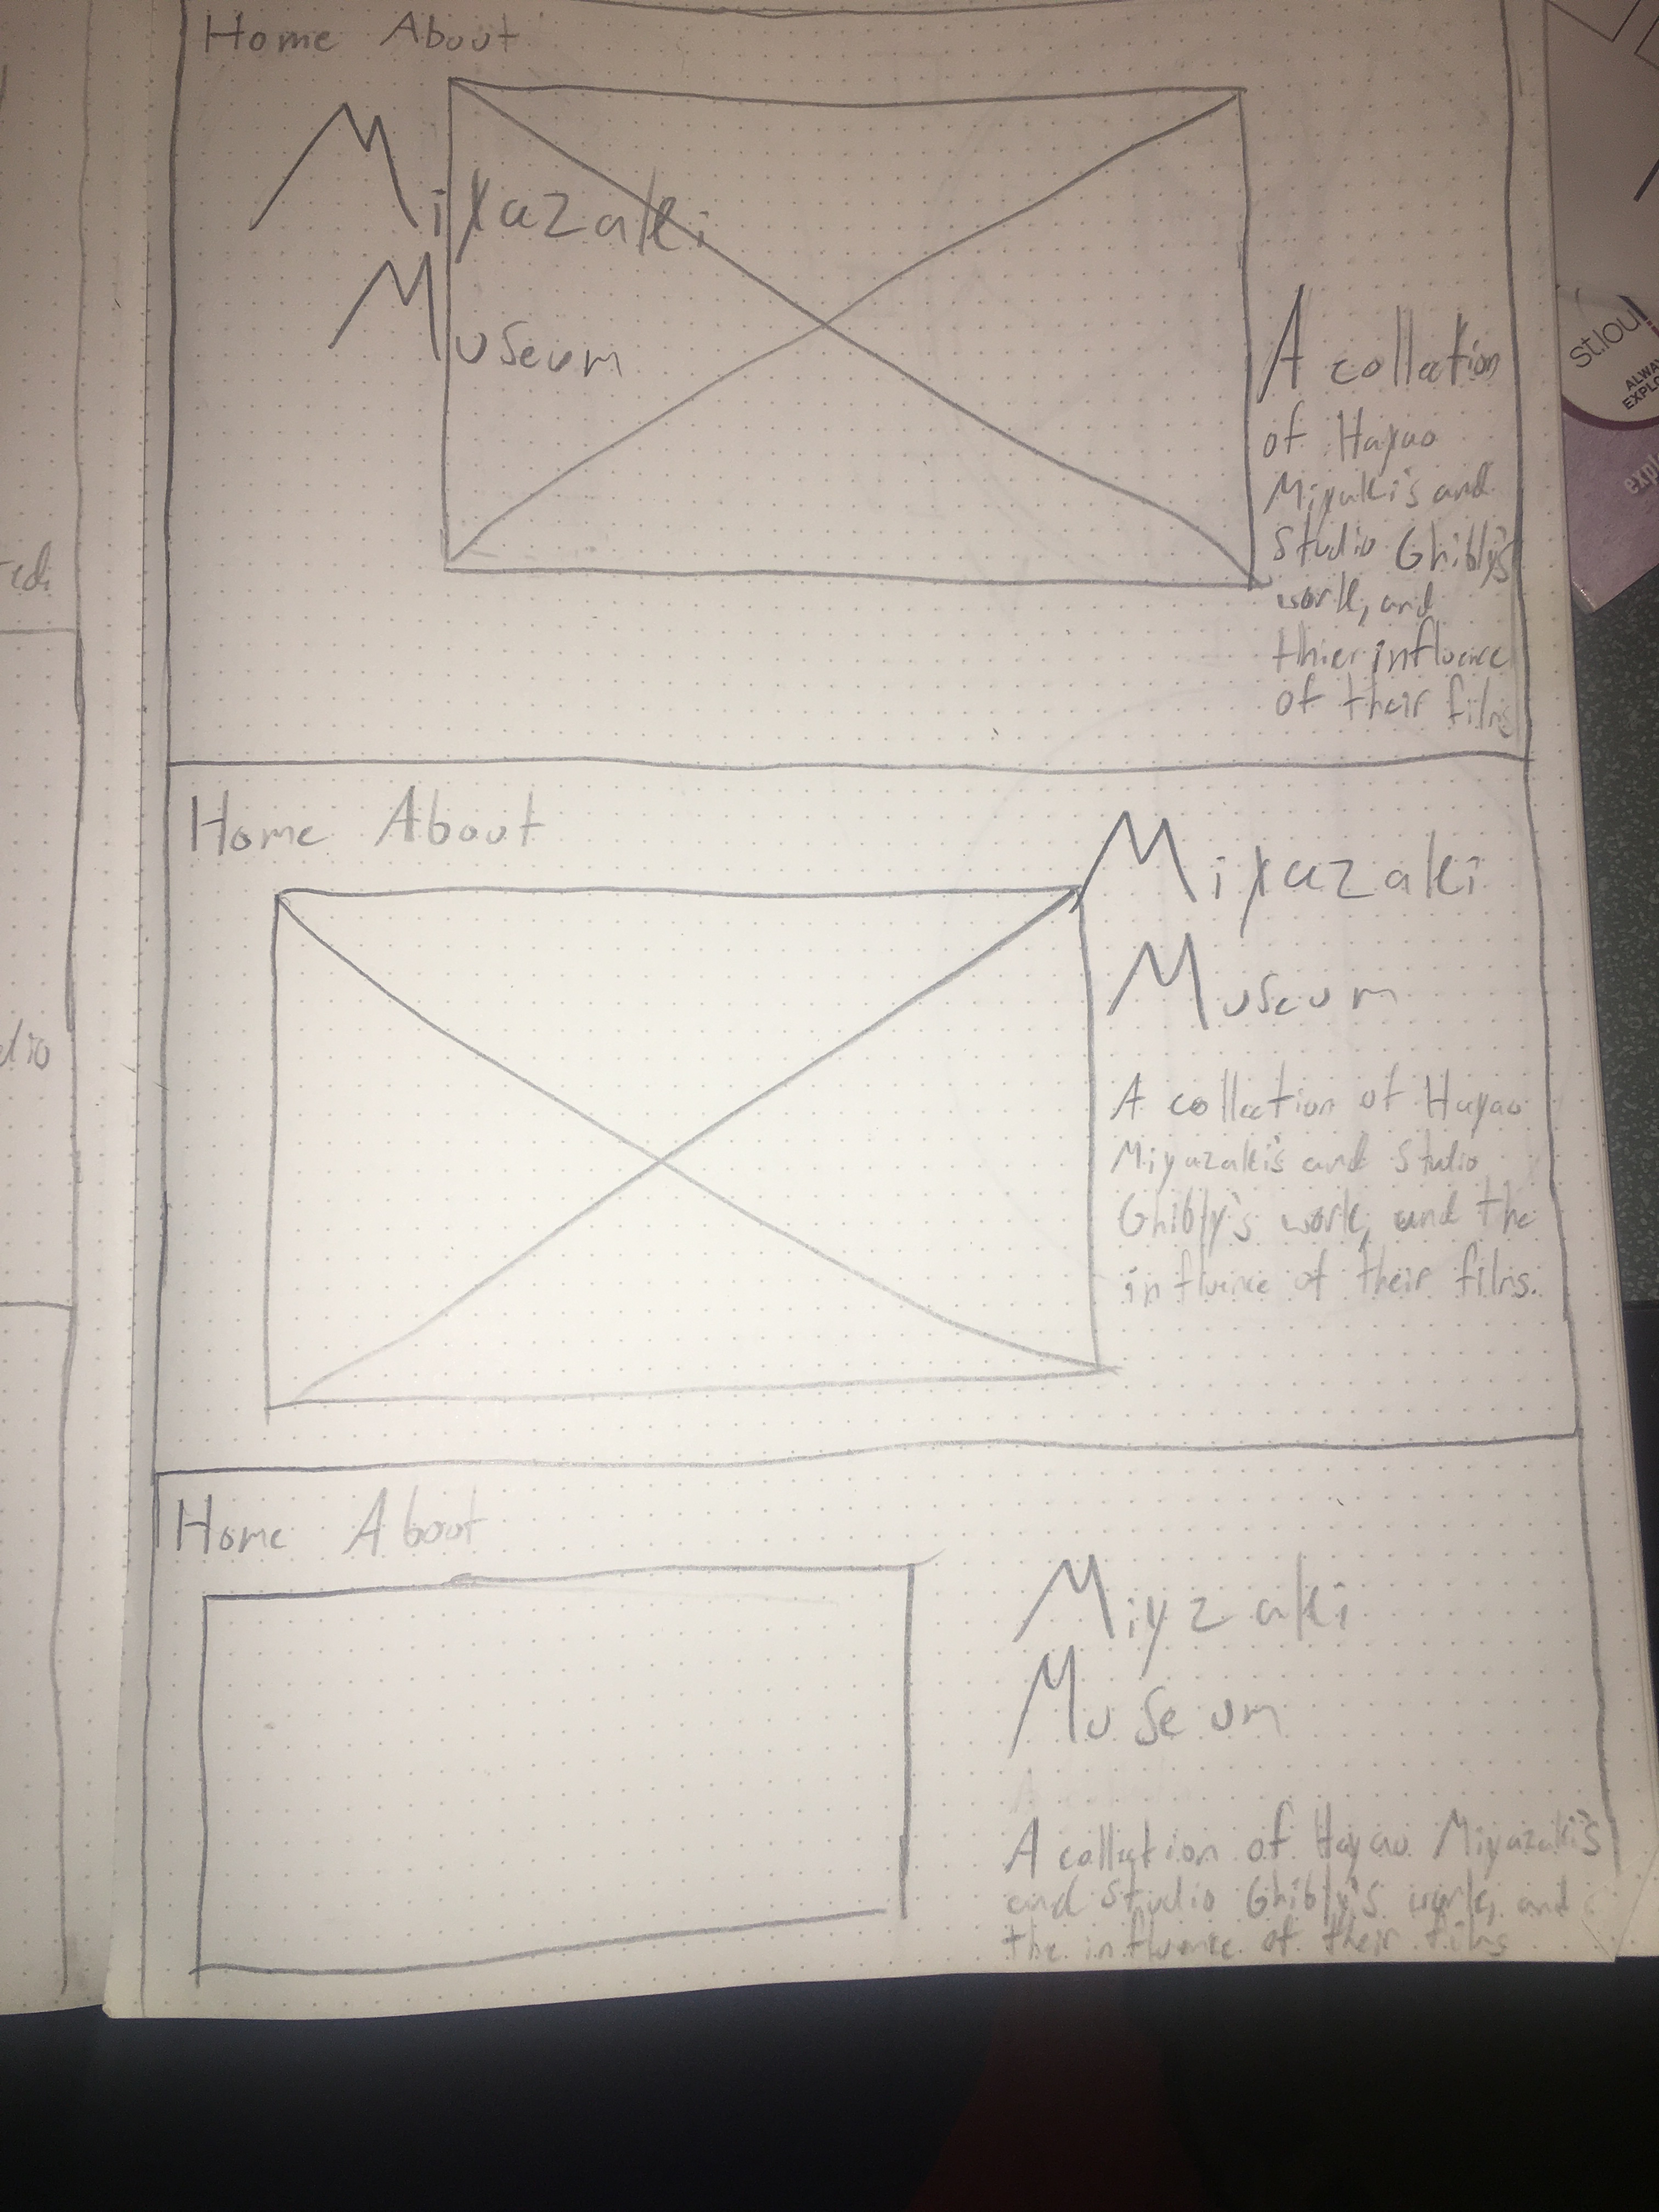 Home About
Miyazaki
Museum
A collection
of Hayao
Miyaki's and
Studio Ghibly's
work, and
thier influence
of their films
Home About
Miyazaki
Museum
A collection of Hayao
Miyazaki's and Studio
Ghibly's work, and the
influence of their films.
Home About
Miyzaki
Museum
A collection of Hayao Miyazaki's
and Studio Ghibly's work, and
the influence of their films
dio
st.lou
ALWA
EXPLO
expl